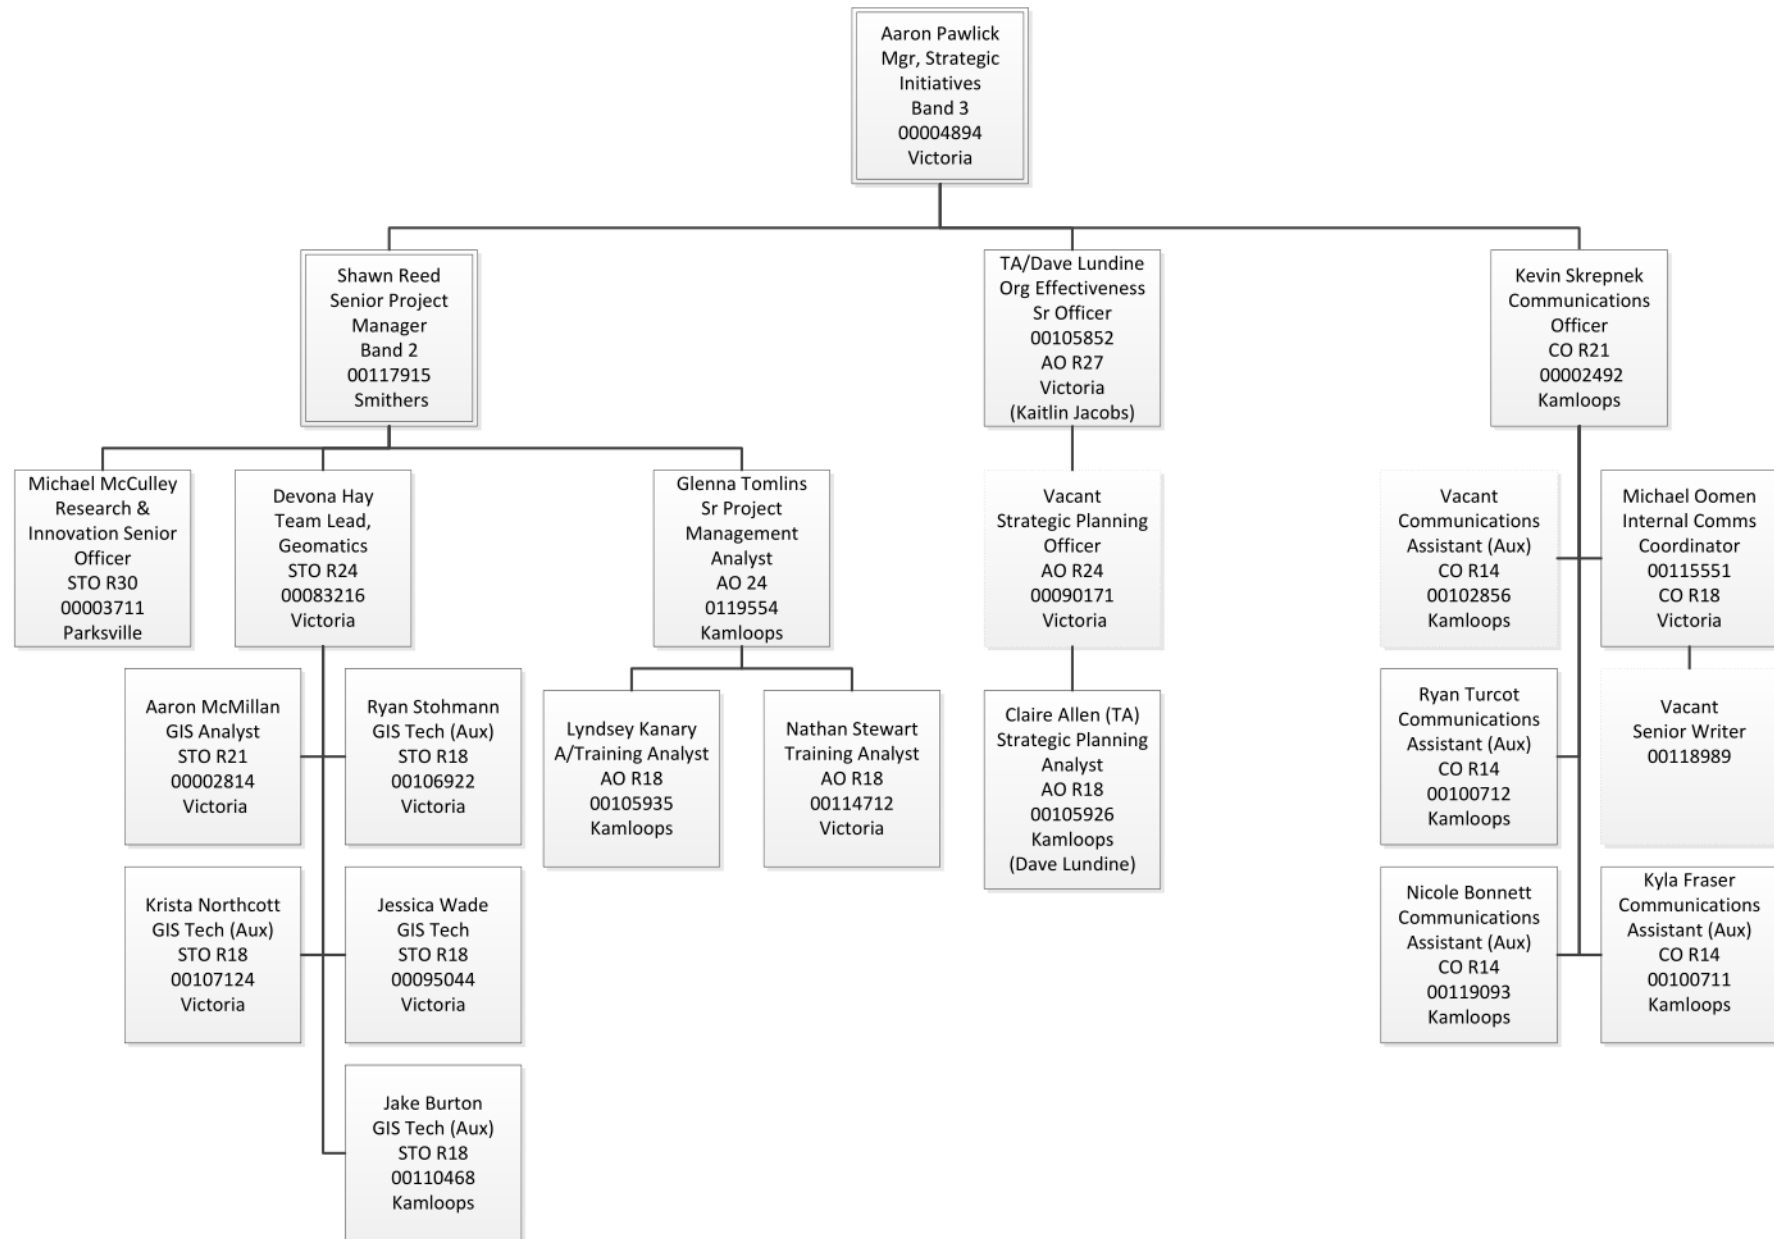 Aaron Pawlick
Mgr, Strategic
Initiatives
Band 3
00004894
Victoria
Shawn Reed
Senior Project
Manager
Band 2
00117915
Smithers
TA/Dave Lundine
Org Effectiveness
Sr Officer
00105852
AO R27
Victoria
(Kaitlin Jacobs)
Kevin Skrepnek
Communications
Officer
CO R21
00002492
Kamloops
Michael McCulley
Research &
Innovation Senior
Officer
STO R30
00003711
Parksville
Devona Hay
Team Lead,
Geomatics
STO R24
00083216
Victoria
Glenna Tomlins
Sr Project
Management
Analyst
AO 24
0119554
Kamloops
Vacant
Strategic Planning
Officer
AO R24
00090171
Victoria
Vacant
Communications
Assistant (Aux)
CO R14
00102856
Kamloops
Michael Oomen
Internal Comms
Coordinator
00115551
CO R18
Victoria
Aaron McMillan
GIS Analyst
STO R21
00002814
Victoria
Ryan Stohmann
GIS Tech (Aux)
STO R18
00106922
Victoria
Lyndsey Kanary
A/Training Analyst
AO R18
00105935
Kamloops
Nathan Stewart
Training Analyst
AO R18
00114712
Victoria
Claire Allen (TA)
Strategic Planning
Analyst
AO R18
00105926
Kamloops
(Dave Lundine)
Ryan Turcot
Communications
Assistant (Aux)
CO R14
00100712
Kamloops
Vacant
Senior Writer
00118989
Krista Northcott
GIS Tech (Aux)
STO R18
00107124
Victoria
Jessica Wade
GIS Tech
STO R18
00095044
Victoria
Nicole Bonnett
Communications
Assistant (Aux)
CO R14
00119093
Kamloops
Kyla Fraser
Communications
Assistant (Aux)
CO R14
00100711
Kamloops
Jake Burton
GIS Tech (Aux)
STO R18
00110468
Kamloops